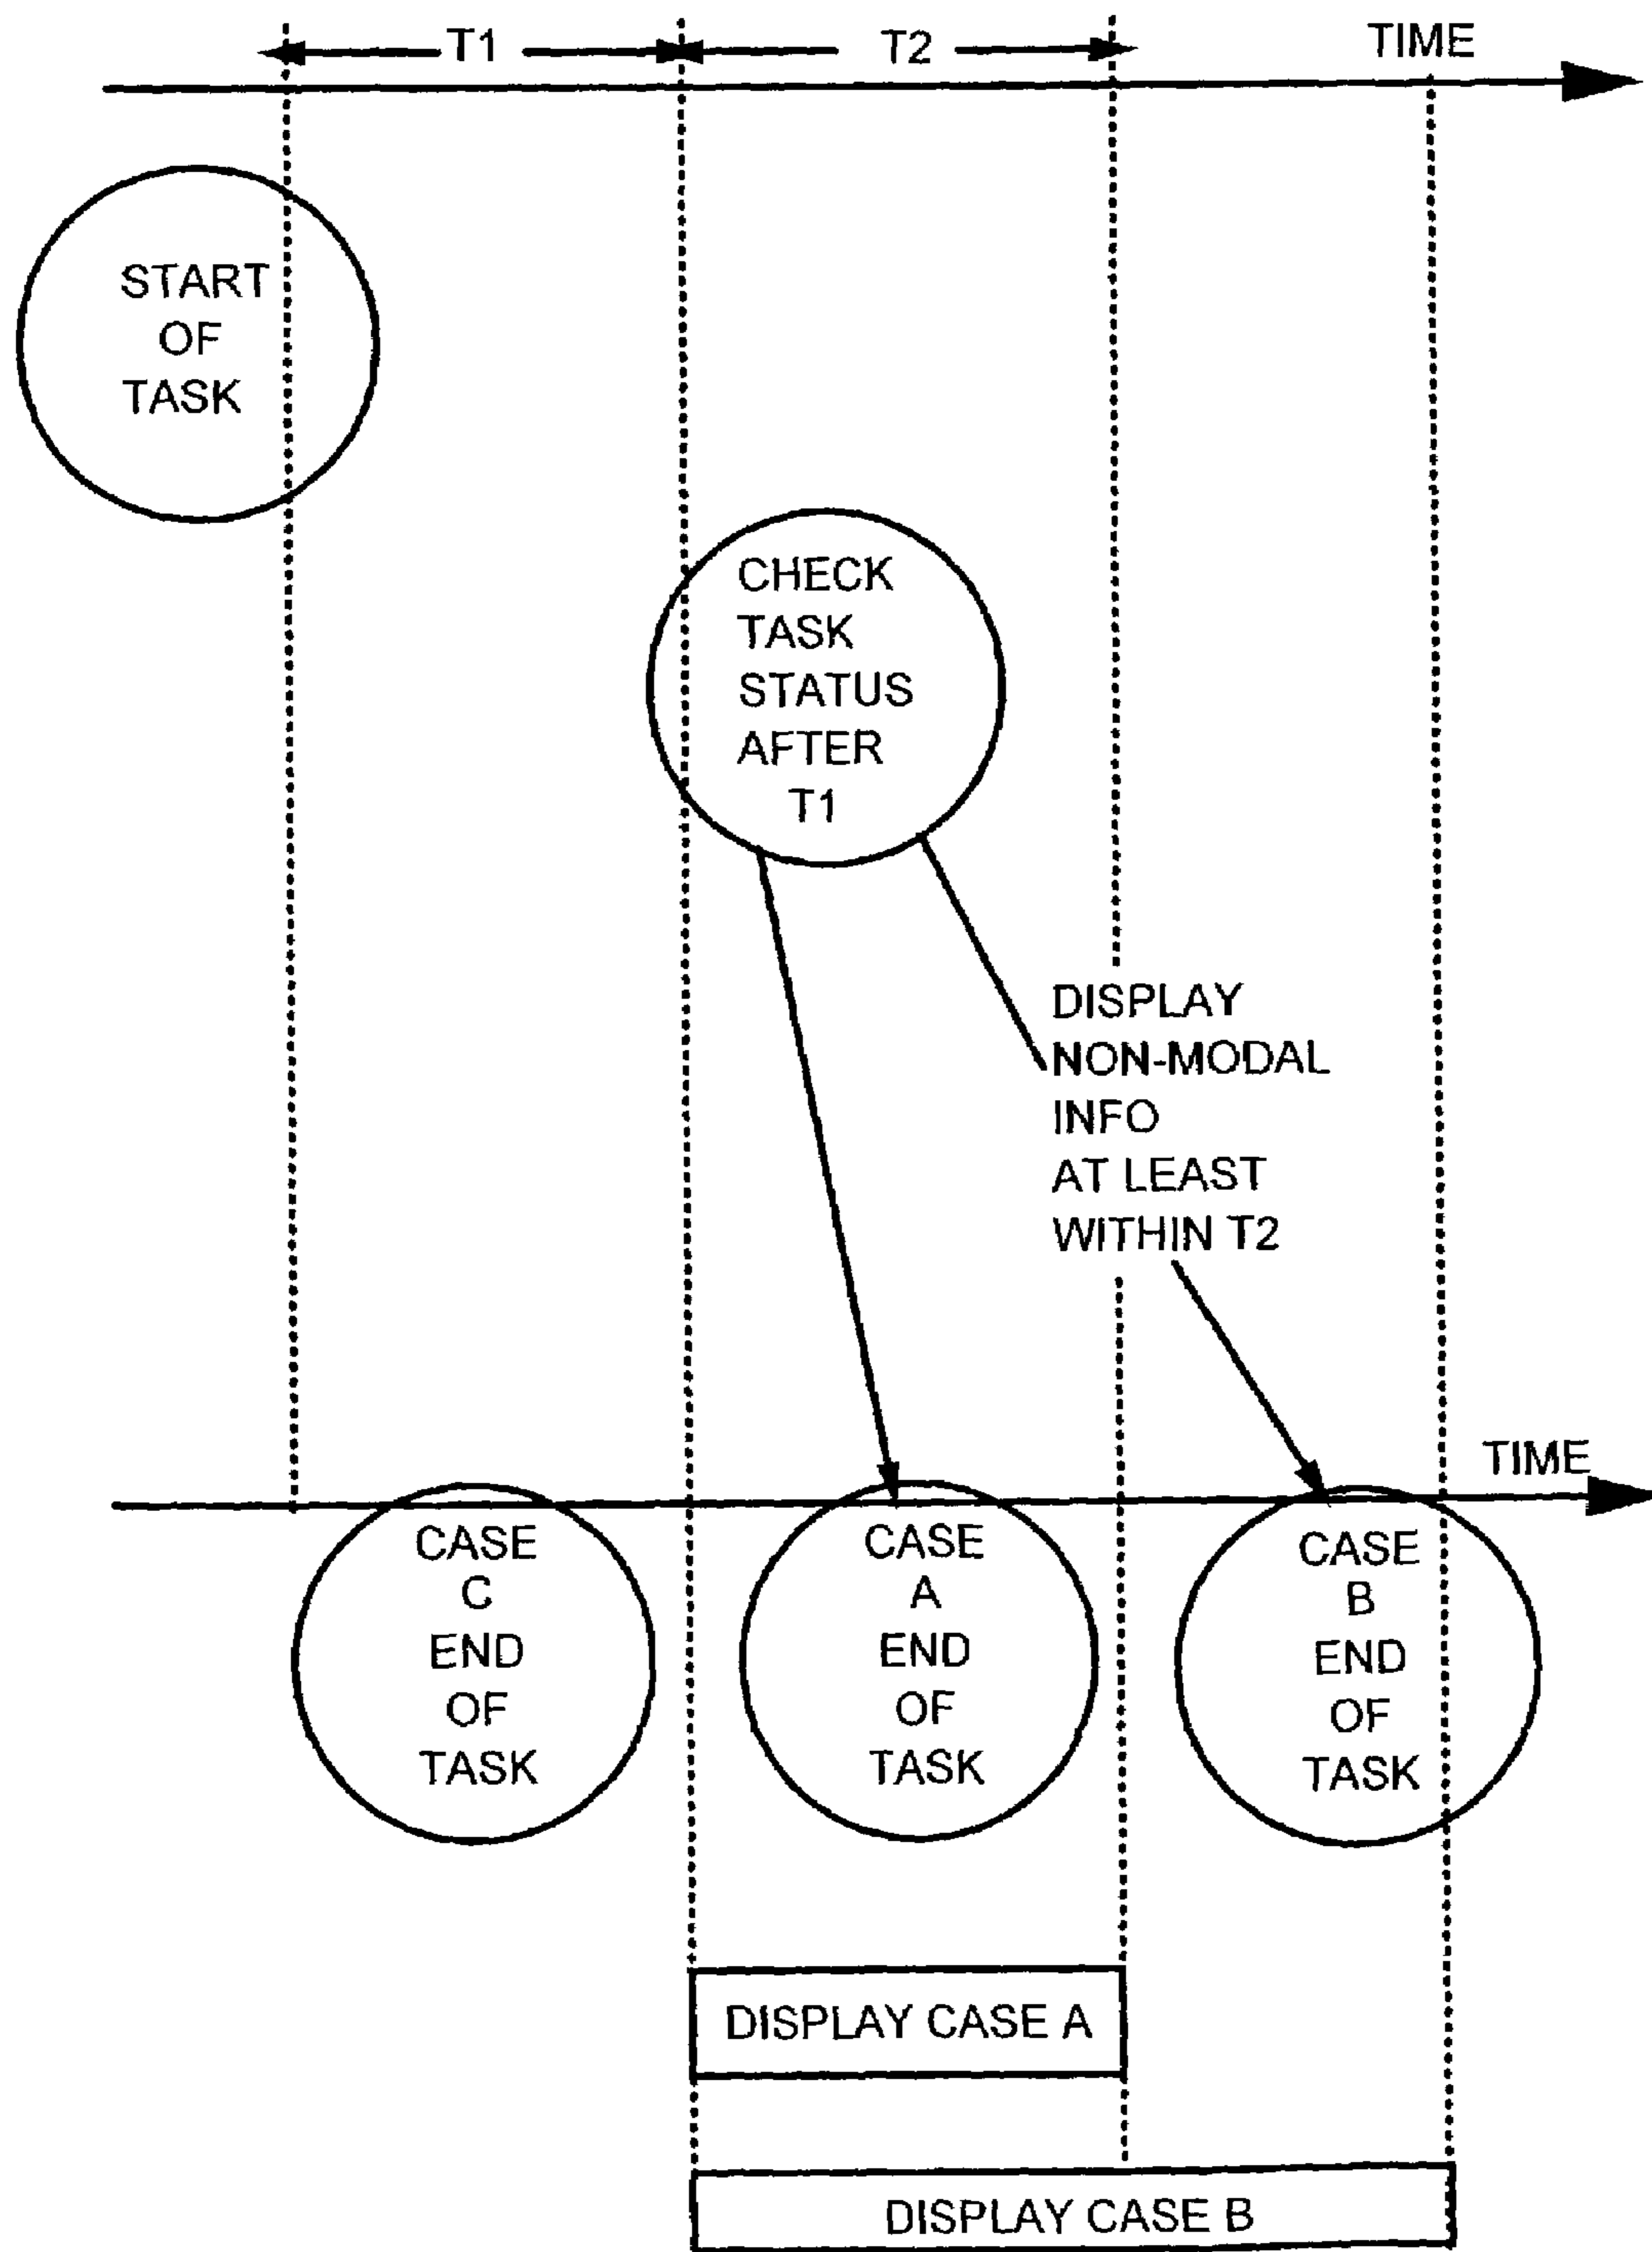 T1
T2
TIME
START
OF
TASK
CHECK
TASK
STATUS
AFTER
T1
DISPLAY
NON-MODAL
INFO
AT LEAST
WITHIN T2
TIME
CASE
C
END
OF
TASK
CASE
A
END
OF
TASK
CASE
B
END
OF
TASK
DISPLAY CASE A
DISPLAY CASE B